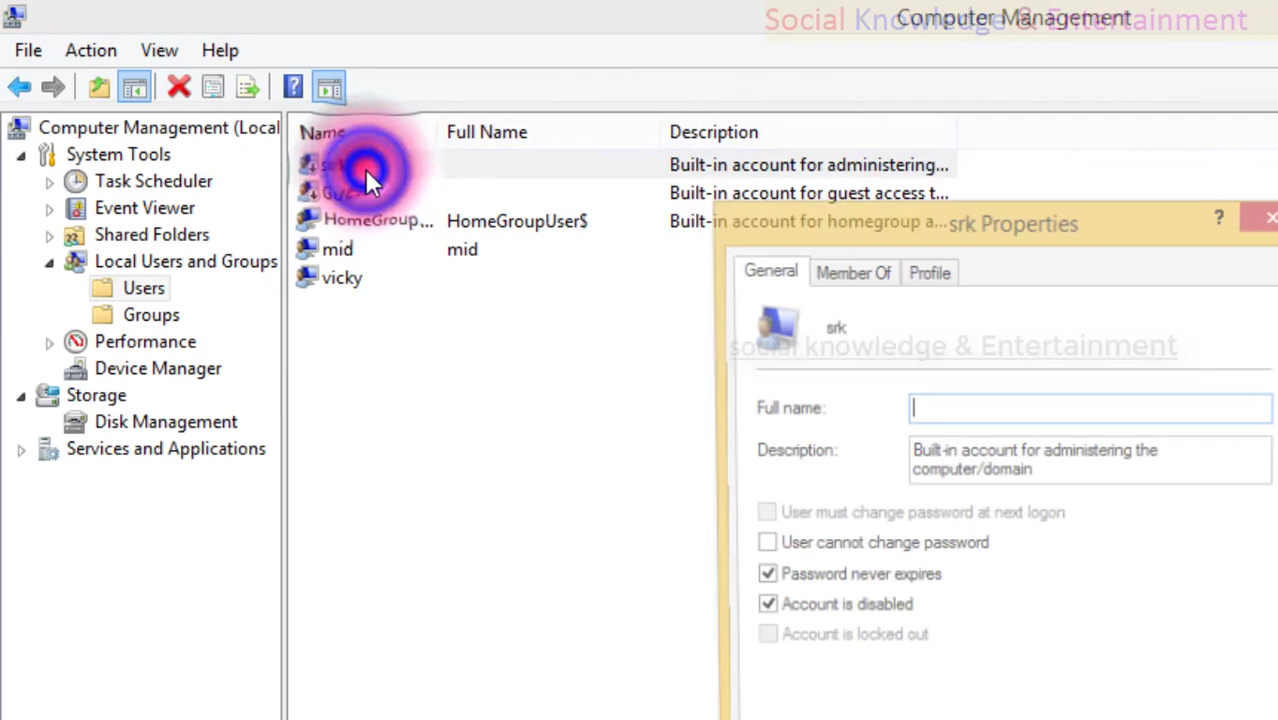 Social Knowledge & Entertainment
Computer Management
File Action View Help
Computer Management (Local
System Tools
Task Scheduler
Event Viewer
Shared Folders
Local Users and Groups
Users
Groups
Performance
Device Manager
Storage
Disk Management
Services and Applications
Name Full Name Description
srk Built-in account for administering...
Built-in account for guest access t...
HomeGroup... HomeGroupUser$ Built-in account for homegroup a...
mid mid
vicky
srk Properties ?
General Member Of Profile
srk
social knowledge & Entertainment
Full name:
Description: Built-in account for administering the
computer/domain
User must change password at next logon
User cannot change password
Password never expires
Account is disabled
Account is locked out